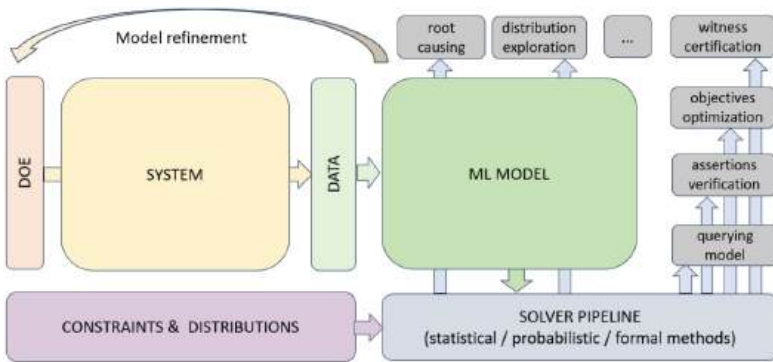 Model refinement
root
causing
distribution
exploration
...
witness
certification
objectives
optimization
DOE
SYSTEM
DATA
ML MODEL
assertions
verification
querying
model
CONSTRAINTS & DISTRIBUTIONS
SOLVER PIPELINE
(statistical / probabilistic / formal methods)